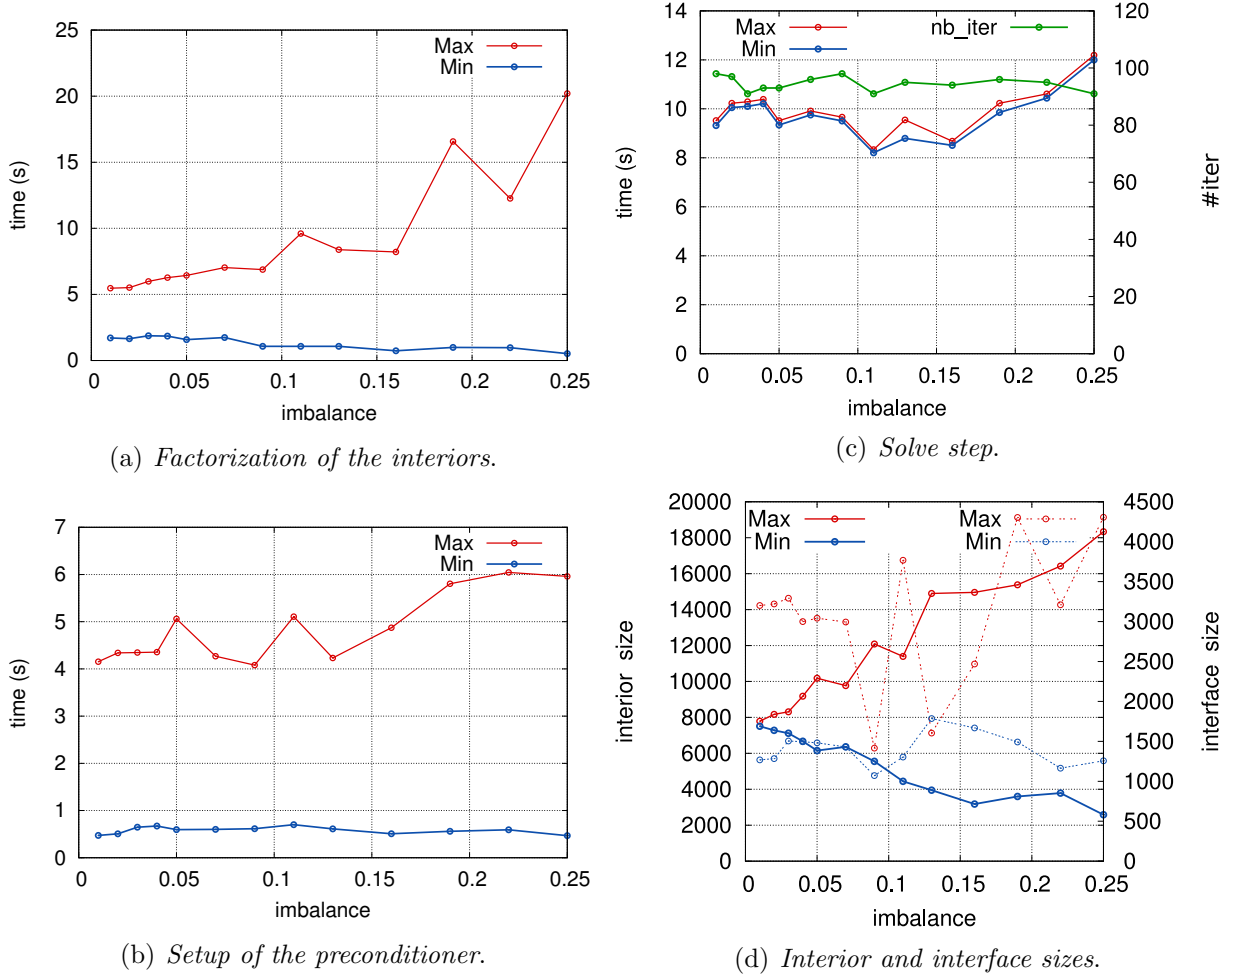 25
20
15
10
5
0
time (s)
Max
Min
0 0.05 0.1 0.15 0.2 0.25
imbalance
(a) Factorization of the interiors.
14
12
10
8
6
4
2
0
time (s)
Max
Min
nb_iter
120
100
80
60
40
20
0
#iter
0 0.05 0.1 0.15 0.2 0.25
imbalance
(c) Solve step.
7
6
5
4
3
2
1
0
time (s)
Max
Min
0 0.05 0.1 0.15 0.2 0.25
imbalance
(b) Setup of the preconditioner.
20000
18000
16000
14000
12000
10000
8000
6000
4000
2000
0
interior size
Max
Min
Max
Min
4500
4000
3500
3000
2500
2000
1500
1000
500
0
interface size
0 0.05 0.1 0.15 0.2 0.25
imbalance
(d) Interior and interface sizes.